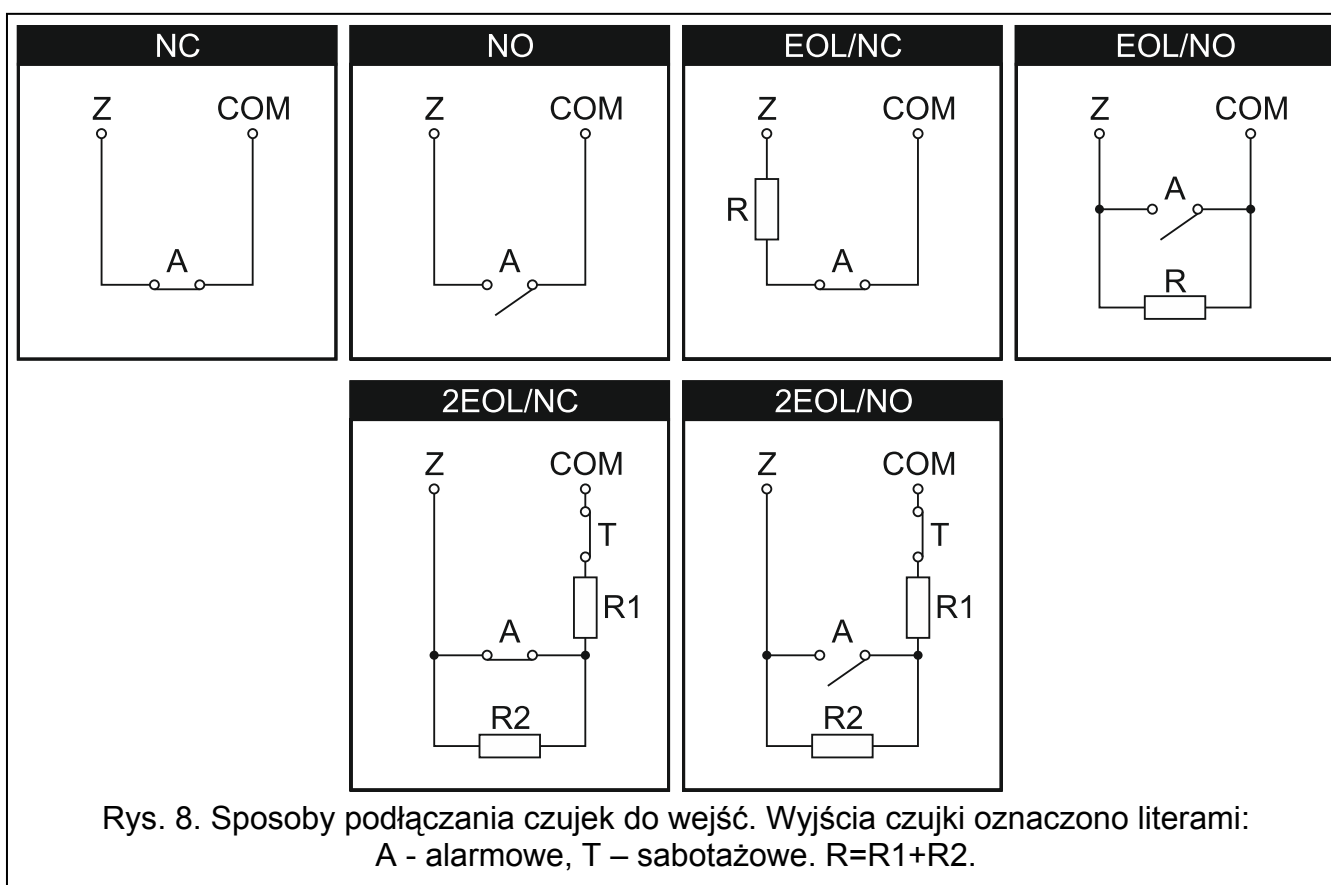 NC
Z COM
A
NO
Z COM
A
EOL/NC
Z COM
R
A
EOL/NO
Z COM
A
R
2EOL/NC
Z COM
T
R1
A
R2
2EOL/NO
Z COM
T
R1
A
R2
Rys. 8. Sposoby podłączania czujek do wejść. Wyjścia czujki oznaczono literami:
A - alarmowe, T – sabotażowe. R=R1+R2.